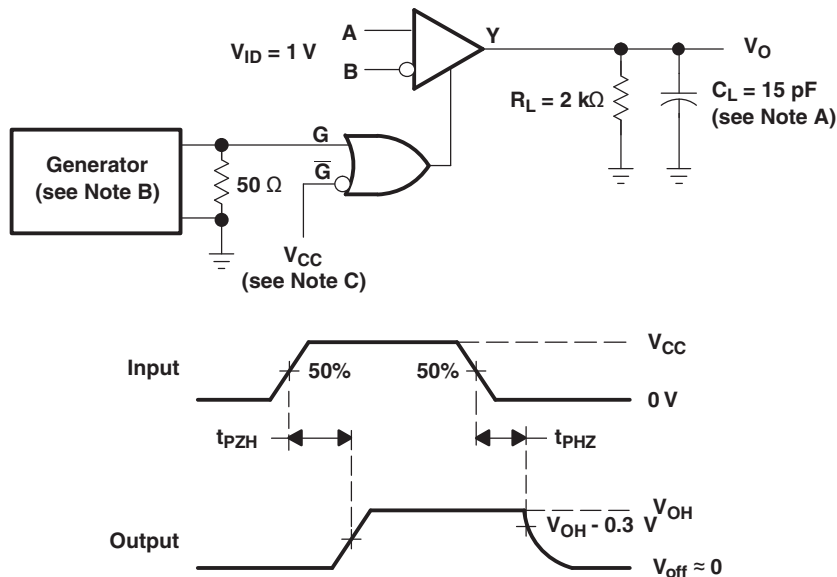 A
Y
V_ID = 1 V
B
V_O
R_L = 2 kΩ
C_L = 15 pF
(see Note A)
G
G̅
Generator
(see Note B)
50 Ω
V_CC
(see Note C)
V_CC
Input
50%
50%
0 V
t_PZH
t_PHZ
V_OH
V_OH - 0.3 V
Output
V_off ≈ 0